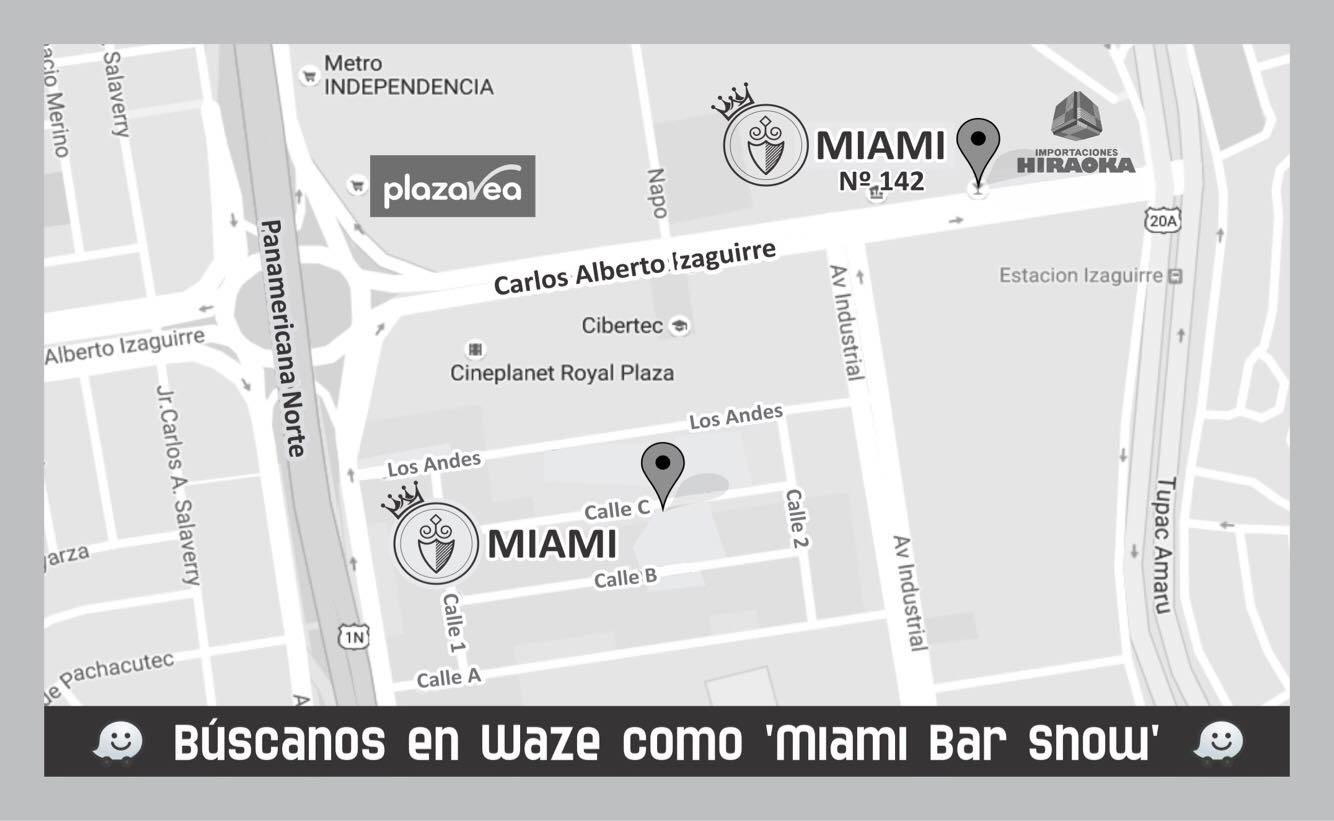 Salaverry
Merino
Metro
INDEPENDENCIA
plazavea
Napo
MIAMI
Nº 142
IMPORTACIONES
HIRAOKA
20A
Panamericana Norte
Carlos Alberto Izaguirre
Av Industrial
Estacion Izaguirre
Cibertec
Cineplanet Royal Plaza
Alberto Izaguirre
Jr.Carlos A. Salaverry
Los Andes
Los Andes
Calle C
MIAMI
Calle 2
Calle B
Calle 1
Av Industrial
Tupac Amaru
1N
Calle A
de Pachacutec
Búscanos en Waze como 'Miami Bar Show'